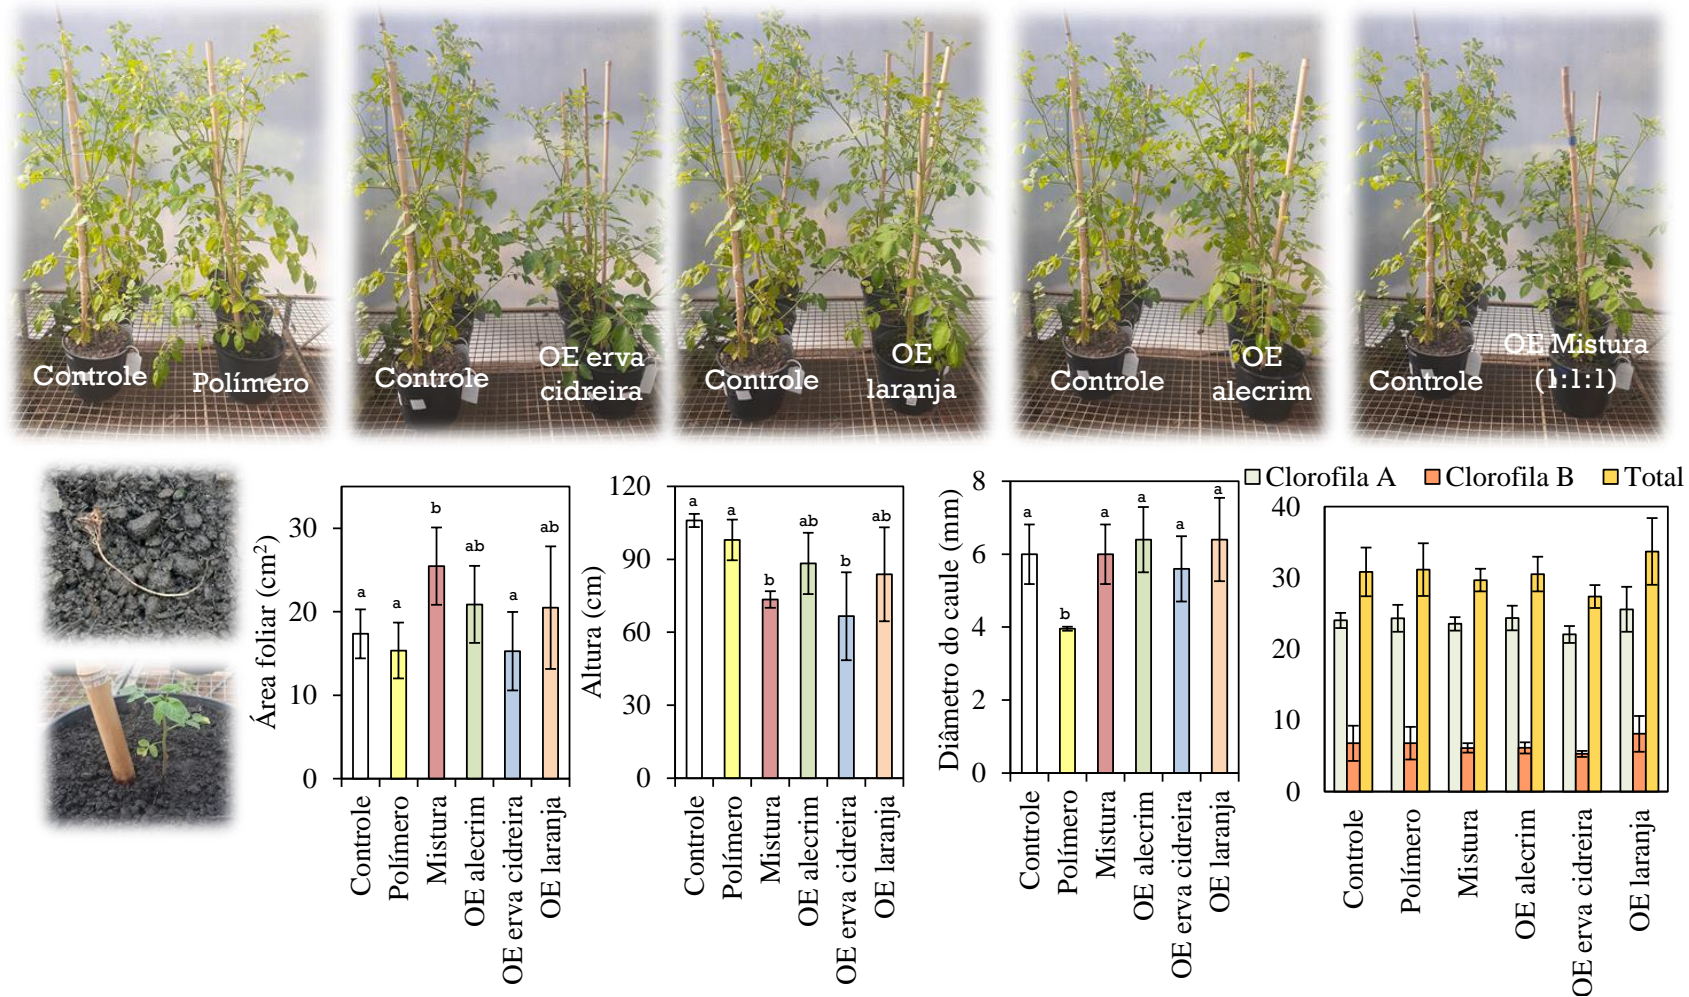 Controle
Polímero
Controle
OE erva
cidreira
Controle
OE
laranja
Controle
OE
alecrim
Controle
OE Mistura
(1:1:1)
Área foliar (cm²)
30
20
10
0
a
a
b
ab
a
ab
Controle
Polímero
Mistura
OE alecrim
OE erva cidreira
OE laranja
Altura (cm)
120
90
60
30
0
a
a
b
ab
b
ab
Controle
Polímero
Mistura
OE alecrim
OE erva cidreira
OE laranja
Diâmetro do caule (mm)
8
6
4
2
0
a
b
a
a
a
a
Controle
Polímero
Mistura
OE alecrim
OE erva cidreira
OE laranja
Clorofila A
Clorofila B
Total
40
30
20
10
0
Controle
Polímero
Mistura
OE alecrim
OE erva cidreira
OE laranja